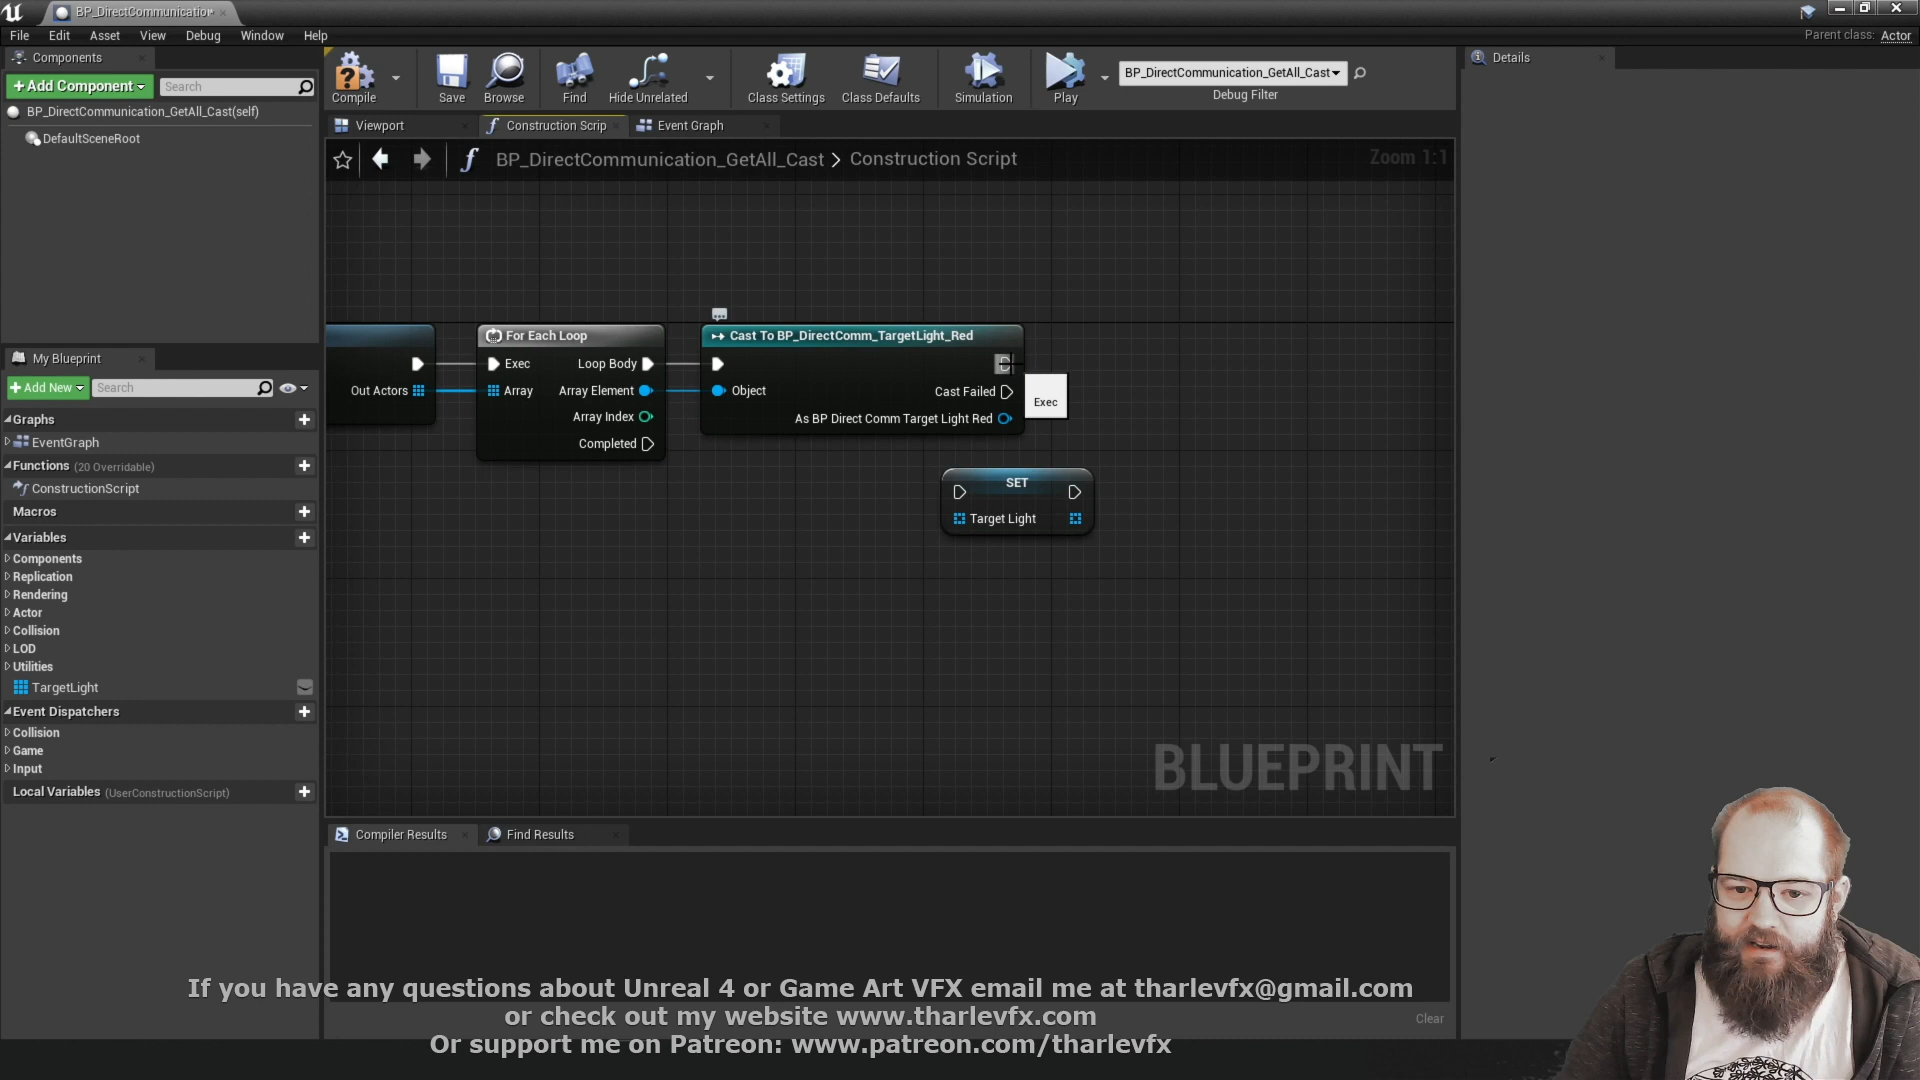 BP_DirectCommunication
File Edit Asset View Debug Window Help
Parent class: Actor
Components
+ Add Component
Search
BP_DirectCommunication_GetAll_Cast(self)
DefaultSceneRoot
Compile
Save
Browse
Find
Hide Unrelated
Class Settings
Class Defaults
Simulation
Play
BP_DirectCommunication_GetAll_Cast
Debug Filter
Details
Viewport
Construction Scrip
Event Graph
BP_DirectCommunication_GetAll_Cast > Construction Script
Zoom 1:1
My Blueprint
+ Add New
Search
Graphs
EventGraph
Functions (20 Overridable)
ConstructionScript
Macros
Variables
Components
Replication
Rendering
Actor
Collision
LOD
Utilities
TargetLight
Event Dispatchers
Collision
Game
Input
Local Variables (UserConstructionScript)
Out Actors
For Each Loop
Exec
Loop Body
Array
Array Element
Array Index
Completed
Cast To BP_DirectComm_TargetLight_Red
Object
Cast Failed
As BP Direct Comm Target Light Red
Exec
SET
Target Light
BLUEPRINT
Compiler Results
Find Results
Clear
If you have any questions about Unreal 4 or Game Art VFX email me at tharlevfx@gmail.com
or check out my website www.tharlevfx.com
Or support me on Patreon: www.patreon.com/tharlevfx